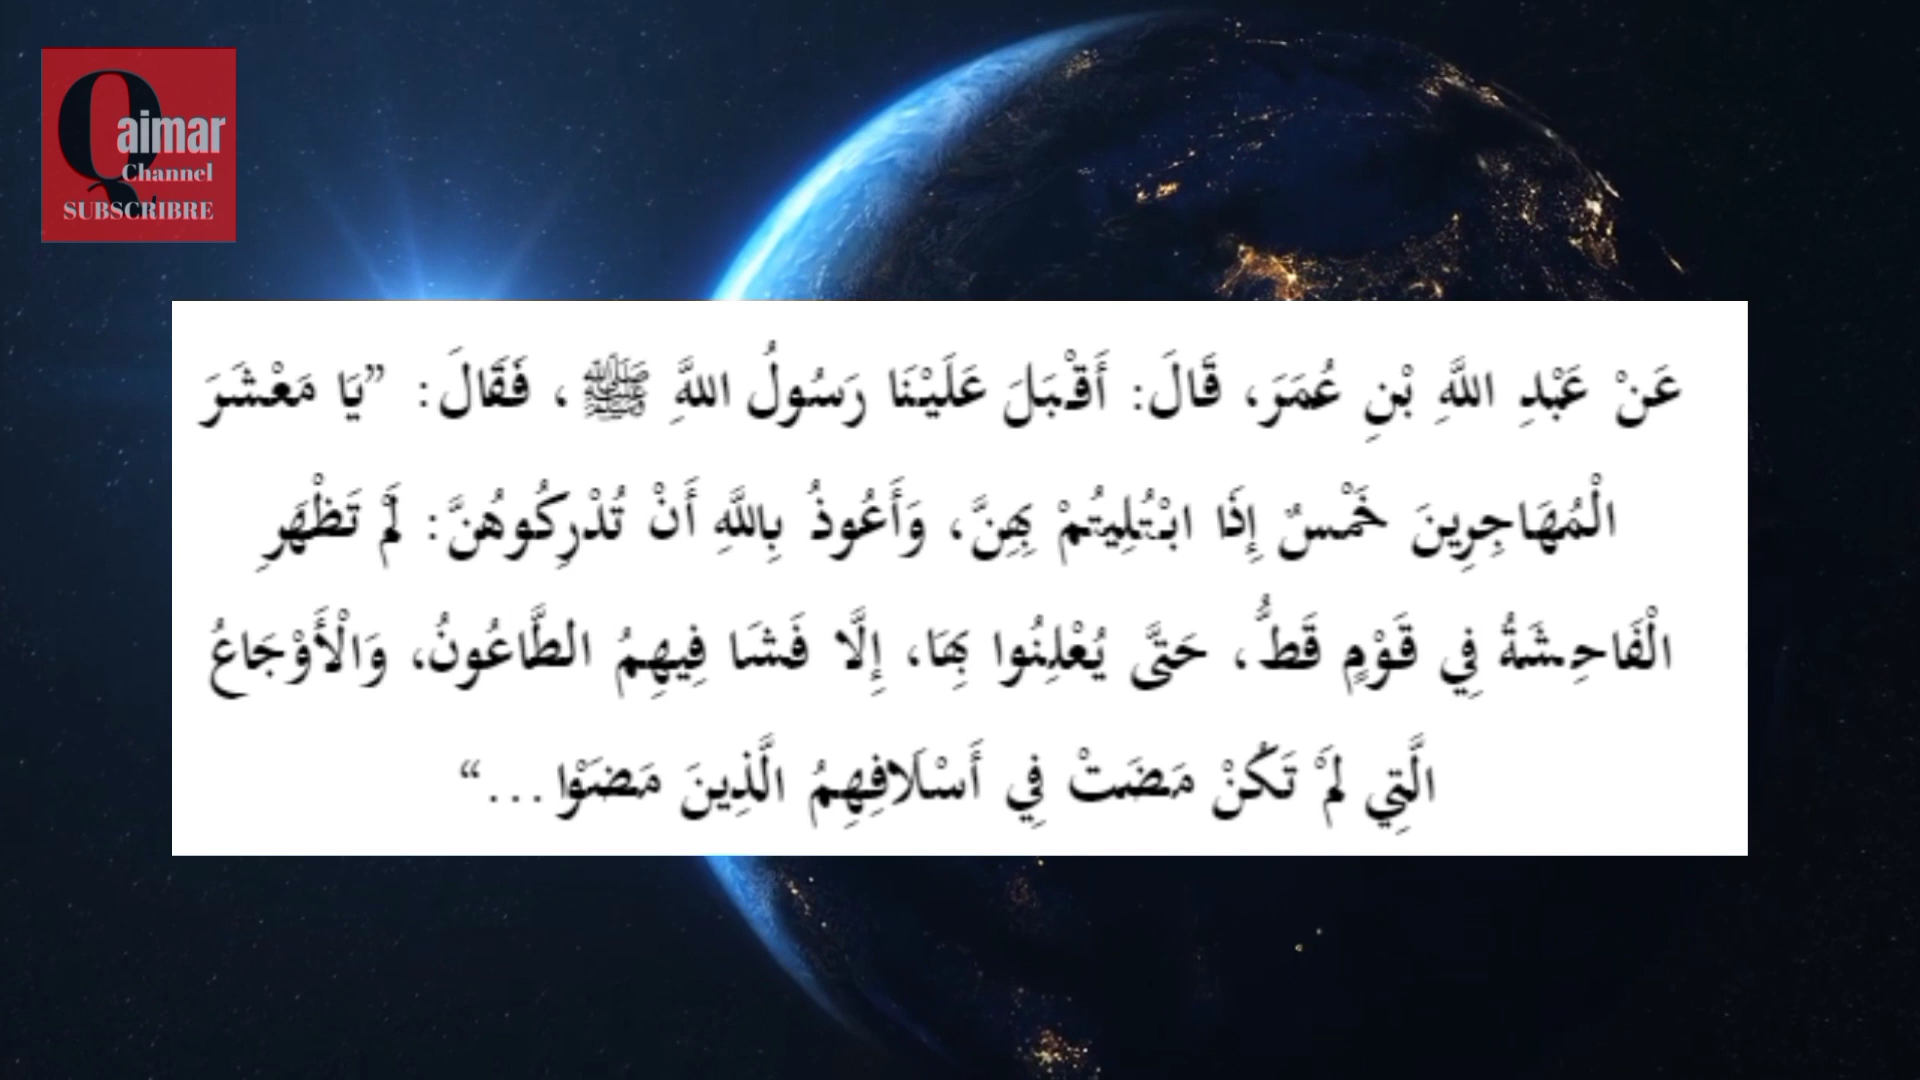 Qaimar
Channel
SUBSCRIBRE
عَنْ عَبْدِ اللَّهِ بْنِ عُمَرَ، قَالَ: أَقْبَلَ عَلَيْنَا رَسُولُ اللَّهِ ﷺ ، فَقَالَ: ”يَا مَعْشَرَ
الْمُهَاجِرِينَ خَمْسٌ إِذَا ابْتُلِيتُمْ بِهِنَّ، وَأَعُوذُ بِاللَّهِ أَنْ تُدْرِكُوهُنَّ: لَمْ تَظْهَرِ
الْفَاحِشَةُ فِي قَوْمٍ قَطُّ، حَتَّى يُعْلِنُوا بِهَا، إِلَّا فَشَا فِيهِمُ الطَّاعُونُ، وَالْأَوْجَاعُ
الَّتِي لَمْ تَكُنْ مَضَتْ فِي أَسْلَافِهِمُ الَّذِينَ مَضَوْا...“